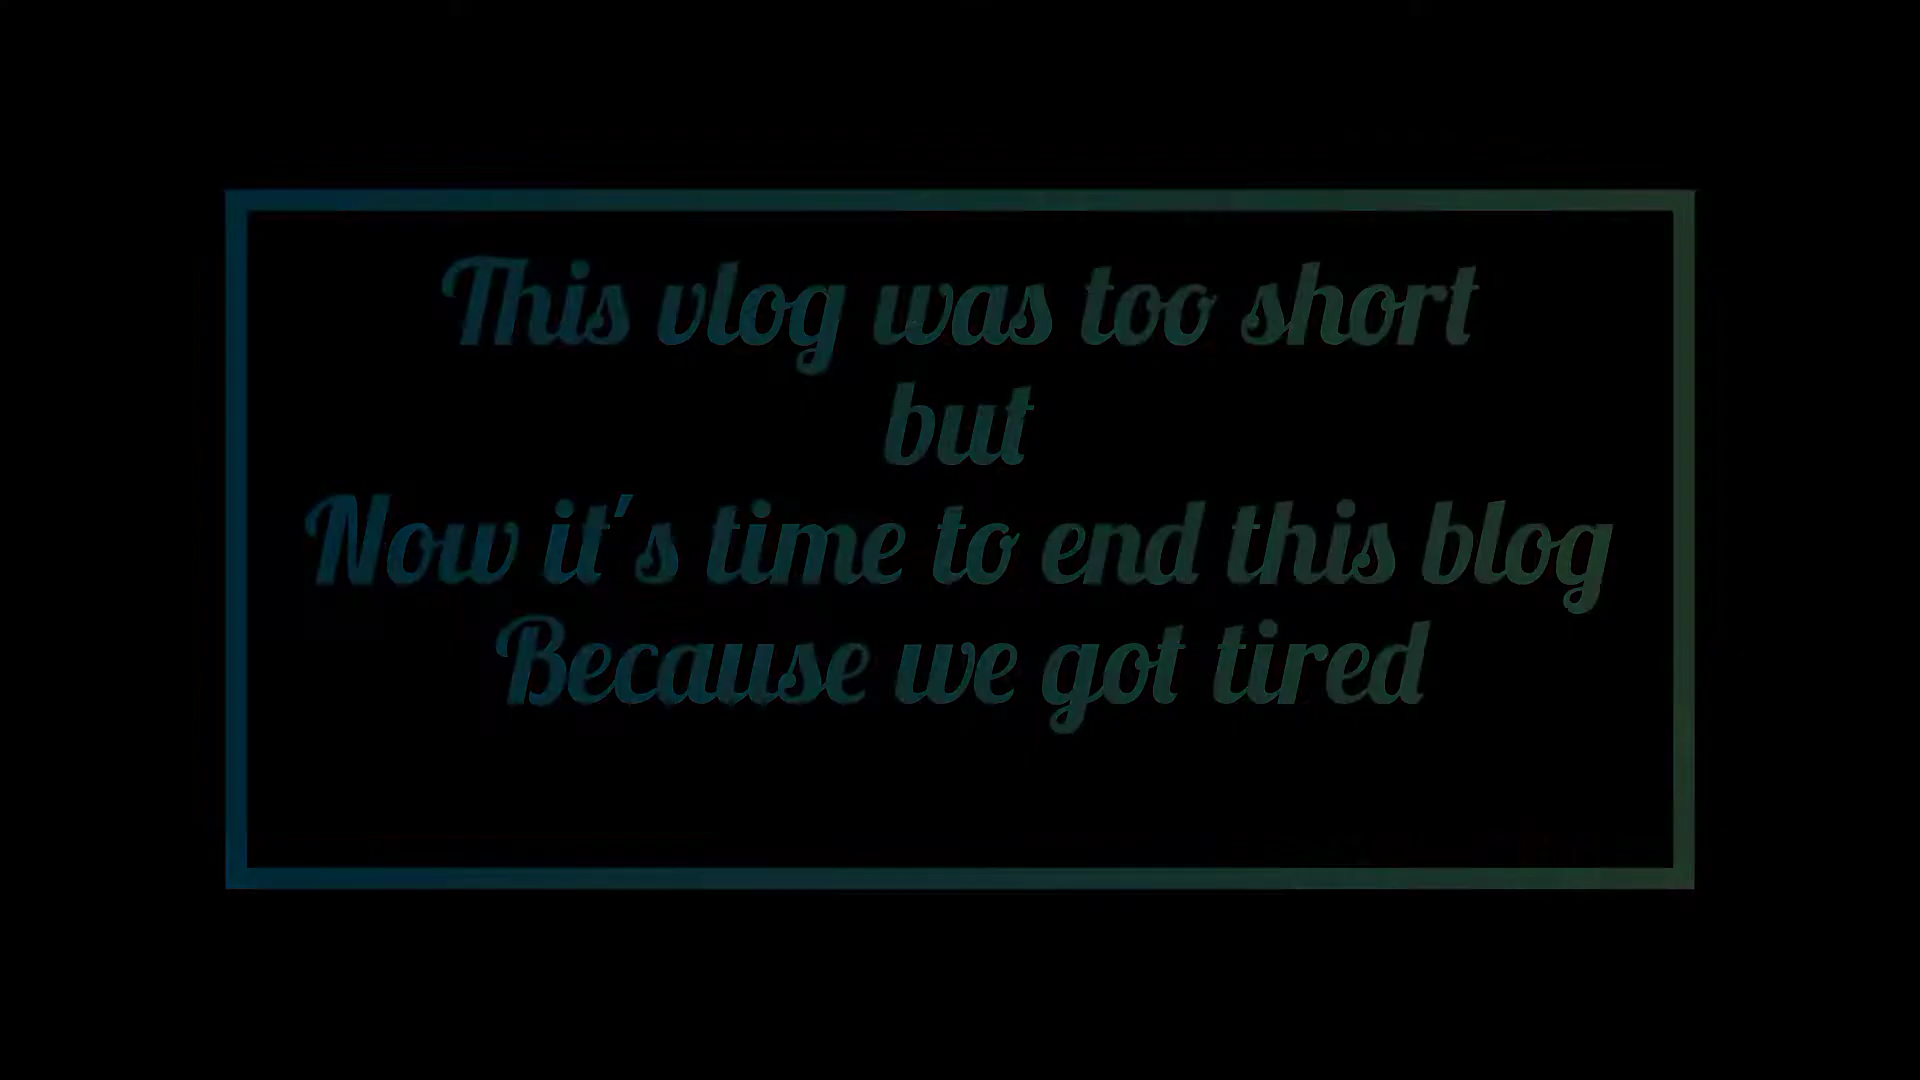 This vlog was too short
but
Now it's time to end this blog
Because we got tired